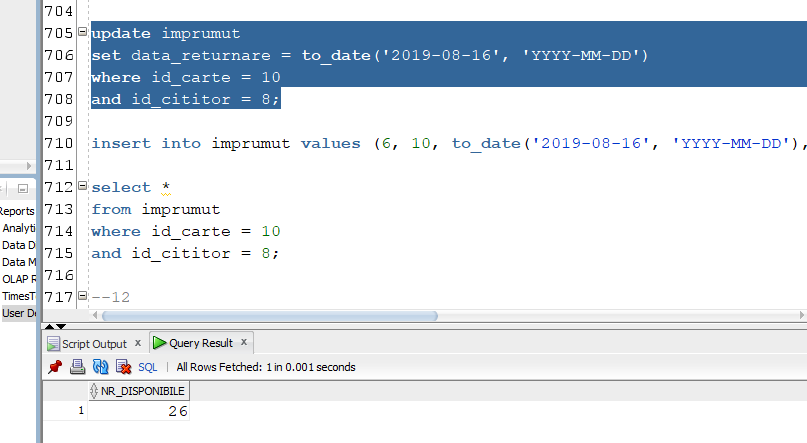 704
705 update imprumut
706 set data_returnare = to_date('2019-08-16', 'YYYY-MM-DD')
707 where id_carte = 10
708 and id_cititor = 8;
709
710 insert into imprumut values (6, 10, to_date('2019-08-16', 'YYYY-MM-DD'),
711
712 select *
713 from imprumut
714 where id_carte = 10
715 and id_cititor = 8;
716
717 --12
Reports
Analyti
Data D
Data M
OLAP R
TimesT
User De
Script Output x Query Result x
SQL | All Rows Fetched: 1 in 0.001 seconds
NR_DISPONIBILE
1 26